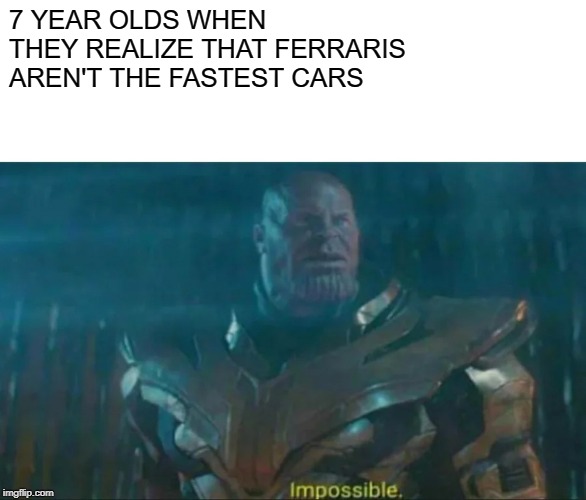 7 YEAR OLDS WHEN
THEY REALIZE THAT FERRARIS
AREN'T THE FASTEST CARS
Impossible.
imgflip.com